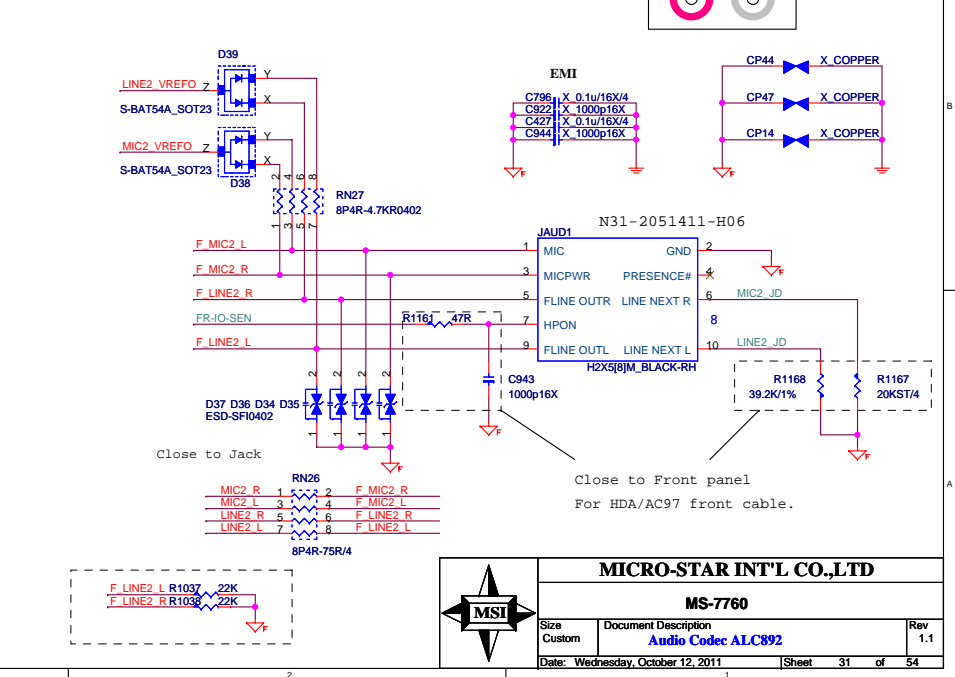 D39
Y
LINE2_VREFO
Z
X
S-BAT54A_SOT23
Y
MIC2_VREFO
Z
X
S-BAT54A_SOT23
D38
2
4
6
8
RN27
8P4R-4.7KR0402
1
3
5
7
EMI
C796 X_0.1u/16X/4
C922 X_1000p16X
C427 X_0.1u/16X/4
C944 X_1000p16X
F
CP44 X_COPPER
CP47 X_COPPER
CP14 X_COPPER
F
B
N31-2051411-H06
JAUD1
F_MIC2_L
1 MIC GND 2
F
F_MIC2_R
3 MICPWR PRESENCE# 4
F_LINE2_R
5 FLINE OUTR LINE NEXT R 6 MIC2_JD
FR-IO-SEN
R1161 47R
7 HPON 8
F_LINE2_L
9 FLINE OUTL LINE NEXT L 10 LINE2_JD
H2X5[8]M_BLACK-RH
2 2 2 2
D37 D36 D34 D35
ESD-SFI0402
1 1 1 1
F
C943
1000p16X
F
R1168
39.2K/1%
R1167
20KST/4
F
Close to Jack
Close to Front panel
For HDA/AC97 front cable.
A
RN26
MIC2_R 1 2 F_MIC2_R
MIC2_L 3 4 F_MIC2_L
LINE2_R 5 6 F_LINE2_R
LINE2_L 7 8 F_LINE2_L
8P4R-75R/4
F_LINE2_L R1037 22K
F_LINE2_R R1038 22K
F
MSI
MICRO-STAR INT'L CO.,LTD
MS-7760
Size
Custom
Document Description
Audio Codec ALC892
Rev
1.1
Date: Wednesday, October 12, 2011
Sheet 31 of 54
2
1